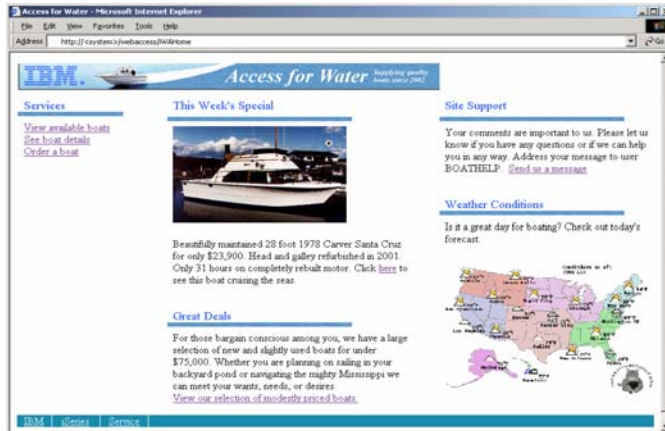 Access for Water - Microsoft Internet Explorer
File Edit View Favorites Tools Help
Address http://<system>/webaccess/IWAHome Go
IBM. Access for Water Supplying quality boats since 2002
Services
View available boats
See boat details
Order a boat
This Week's Special
Beautifully maintained 28 foot 1978 Carver Santa Cruz
for only $23,900. Head and galley refurbished in 2001.
Only 31 hours on completely rebuilt motor. Click here to
see this boat cruising the seas.
Great Deals
For those bargain conscious among you, we have a large
selection of new and slightly used boats for under
$75,000. Whether you are planning on sailing in your
backyard pond or navigating the mighty Mississippi we
can meet your wants, needs, or desires.
View our selection of modestly priced boats.
Site Support
Your comments are important to us. Please let us
know if you have any questions or if we can help
you in any way. Address your message to user
BOATHELP. Send us a message
Weather Conditions
Is it a great day for boating? Check out today's
forecast.
Conditions as of:
IBM iSeries Service